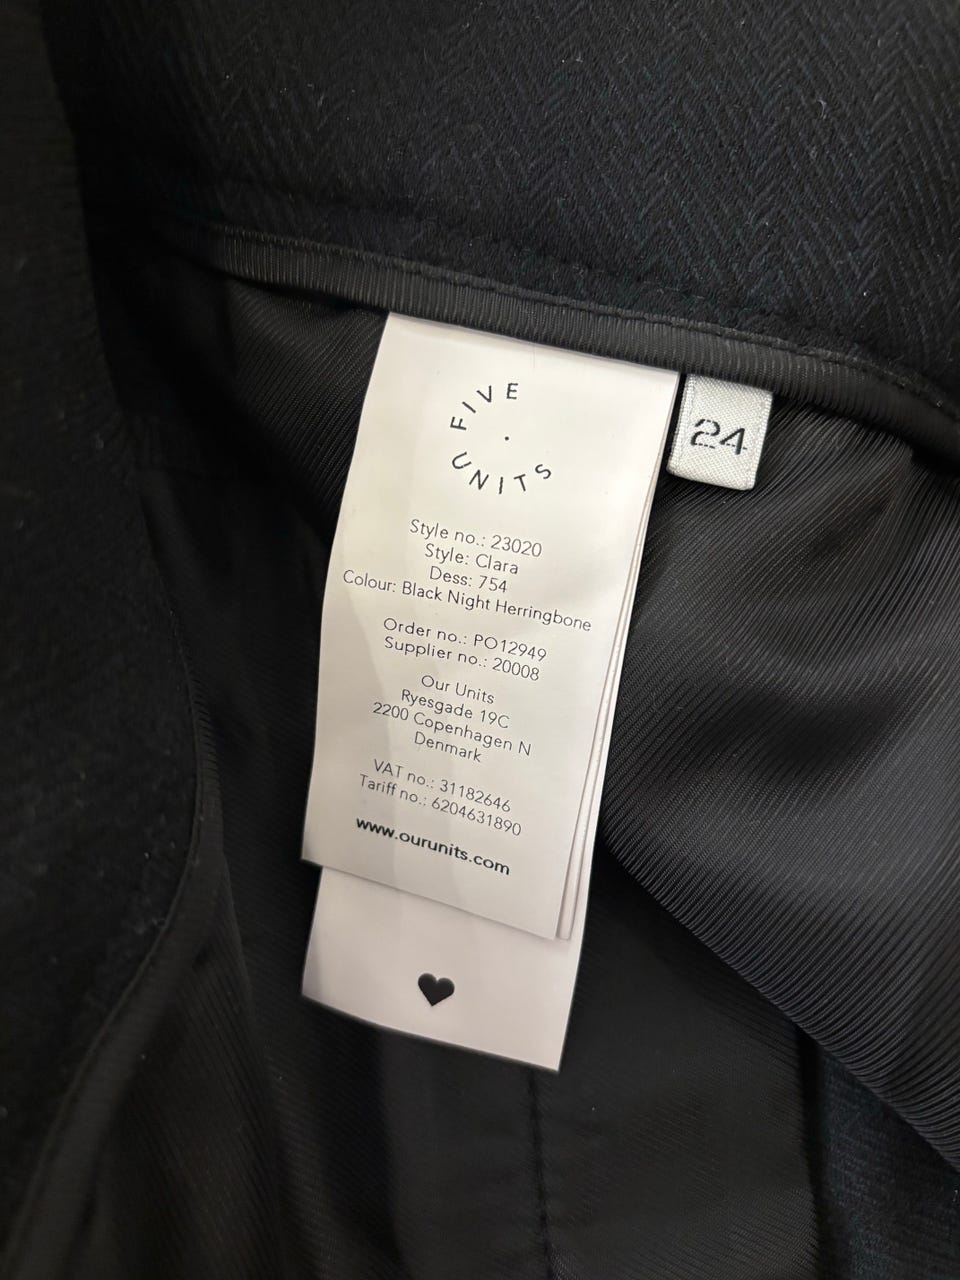 FIVE
UNITS
24
Style no.: 23020
Style: Clara
Dess: 754
Colour: Black Night Herringbone
Order no.: PO12949
Supplier no.: 20008
Our Units
Ryesgade 19C
2200 Copenhagen N
Denmark
VAT no.: 31182646
Tariff no.: 6204631890
www.ourunits.com